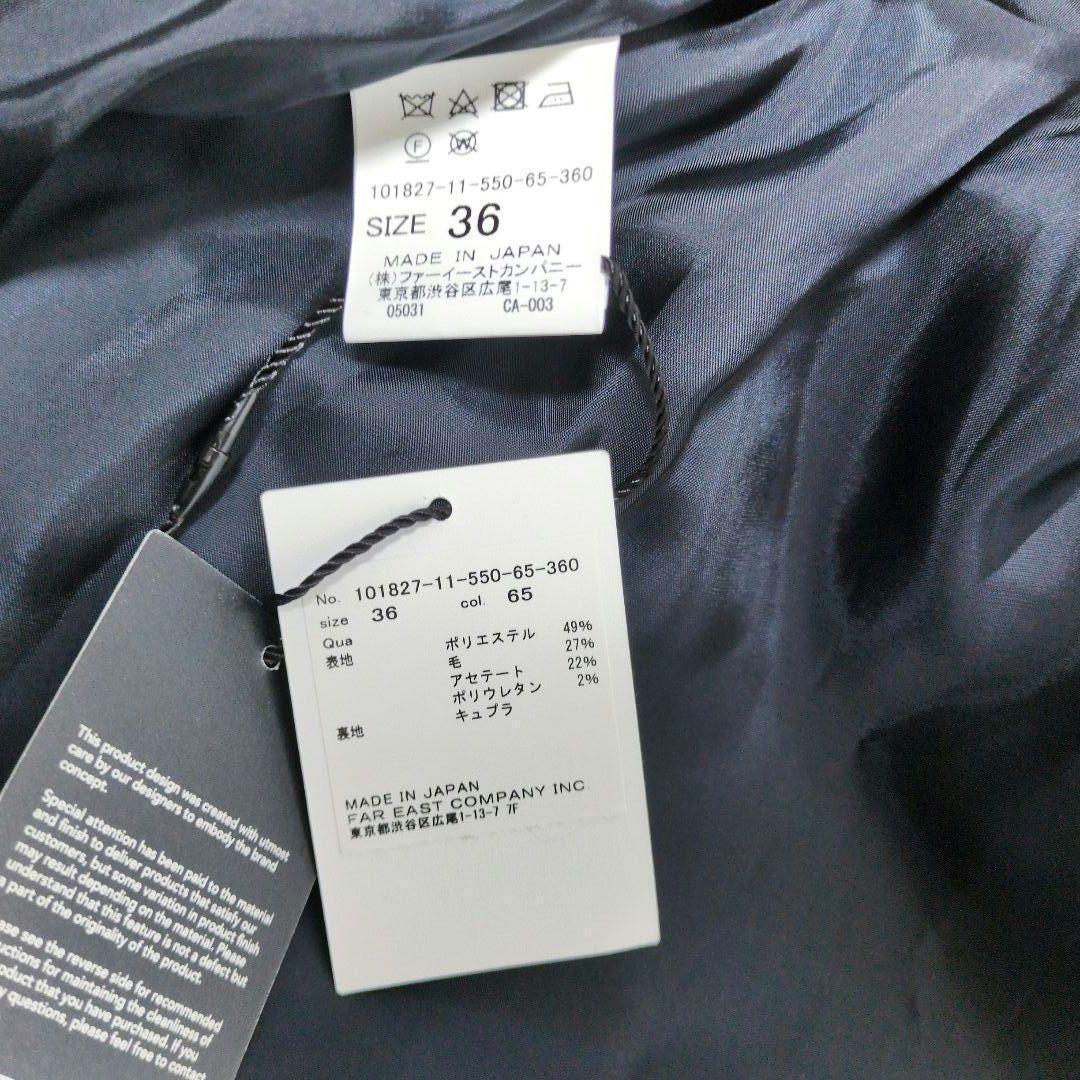 101827-11-550-65-360
SIZE 36
MADE IN JAPAN
(株)ファーイーストカンパニー
東京都渋谷区広尾1-13-7
05031 CA-003
No. 101827-11-550-65-360
size 36 col. 65
Qua
表地 ポリエステル 49%
毛 27%
アセテート 22%
ポリウレタン 2%
キュプラ
裏地
MADE IN JAPAN
FAR EAST COMPANY INC.
東京都渋谷区広尾1-13-7 7F
This product design was created with utmost
care by our designers to embody the brand
concept.
Special attention has been paid to the material
and finish to deliver products that satisfy our
customers, but some variation in product finish
may result depending on the material. Please
understand that this feature is not a defect but
a part of the originality of the product.
see the reverse side for recommended
for maintaining the cleanliness of
that you have purchased. If you
questions, please feel free to contact